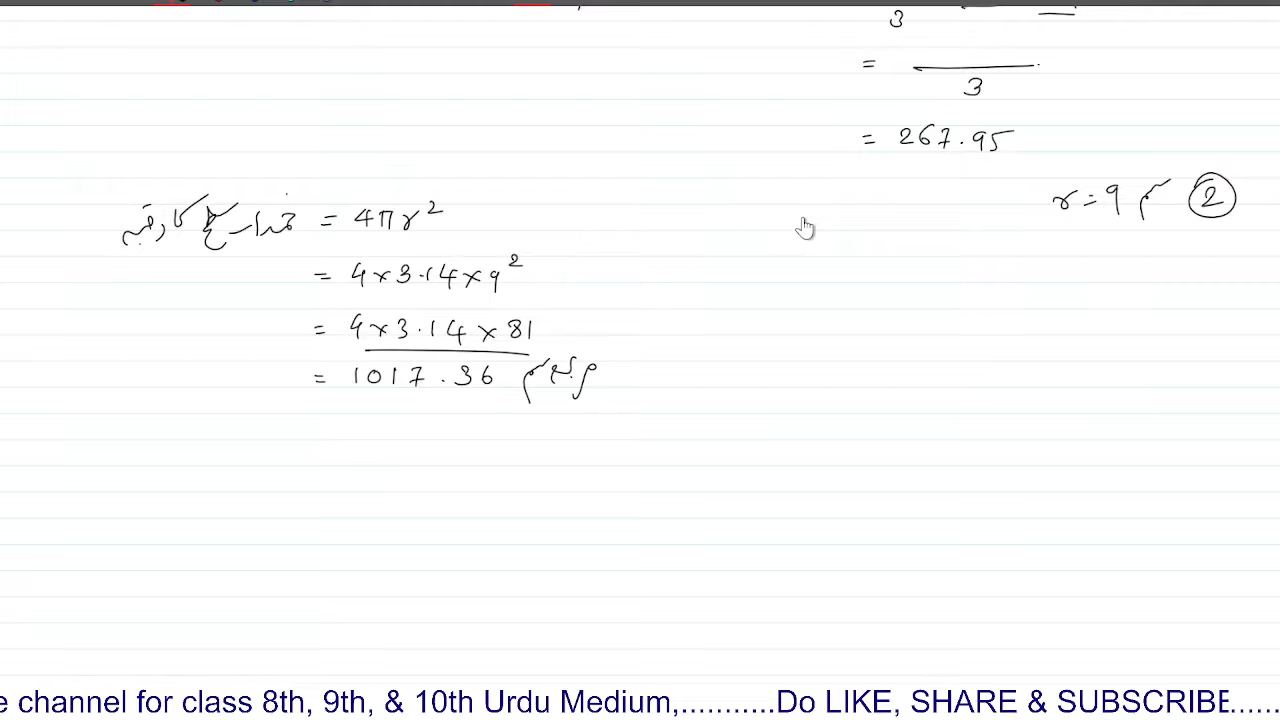 3
= ―
3
= 267.95
② r = 9 سم
خمدار سطح کا رقبہ = 4πr²
= 4×3.14×9²
= 4×3.14×81
= 1017.36 مربع سم
e channel for class 8th, 9th, & 10th Urdu Medium,...........Do LIKE, SHARE & SUBSCRIBE......